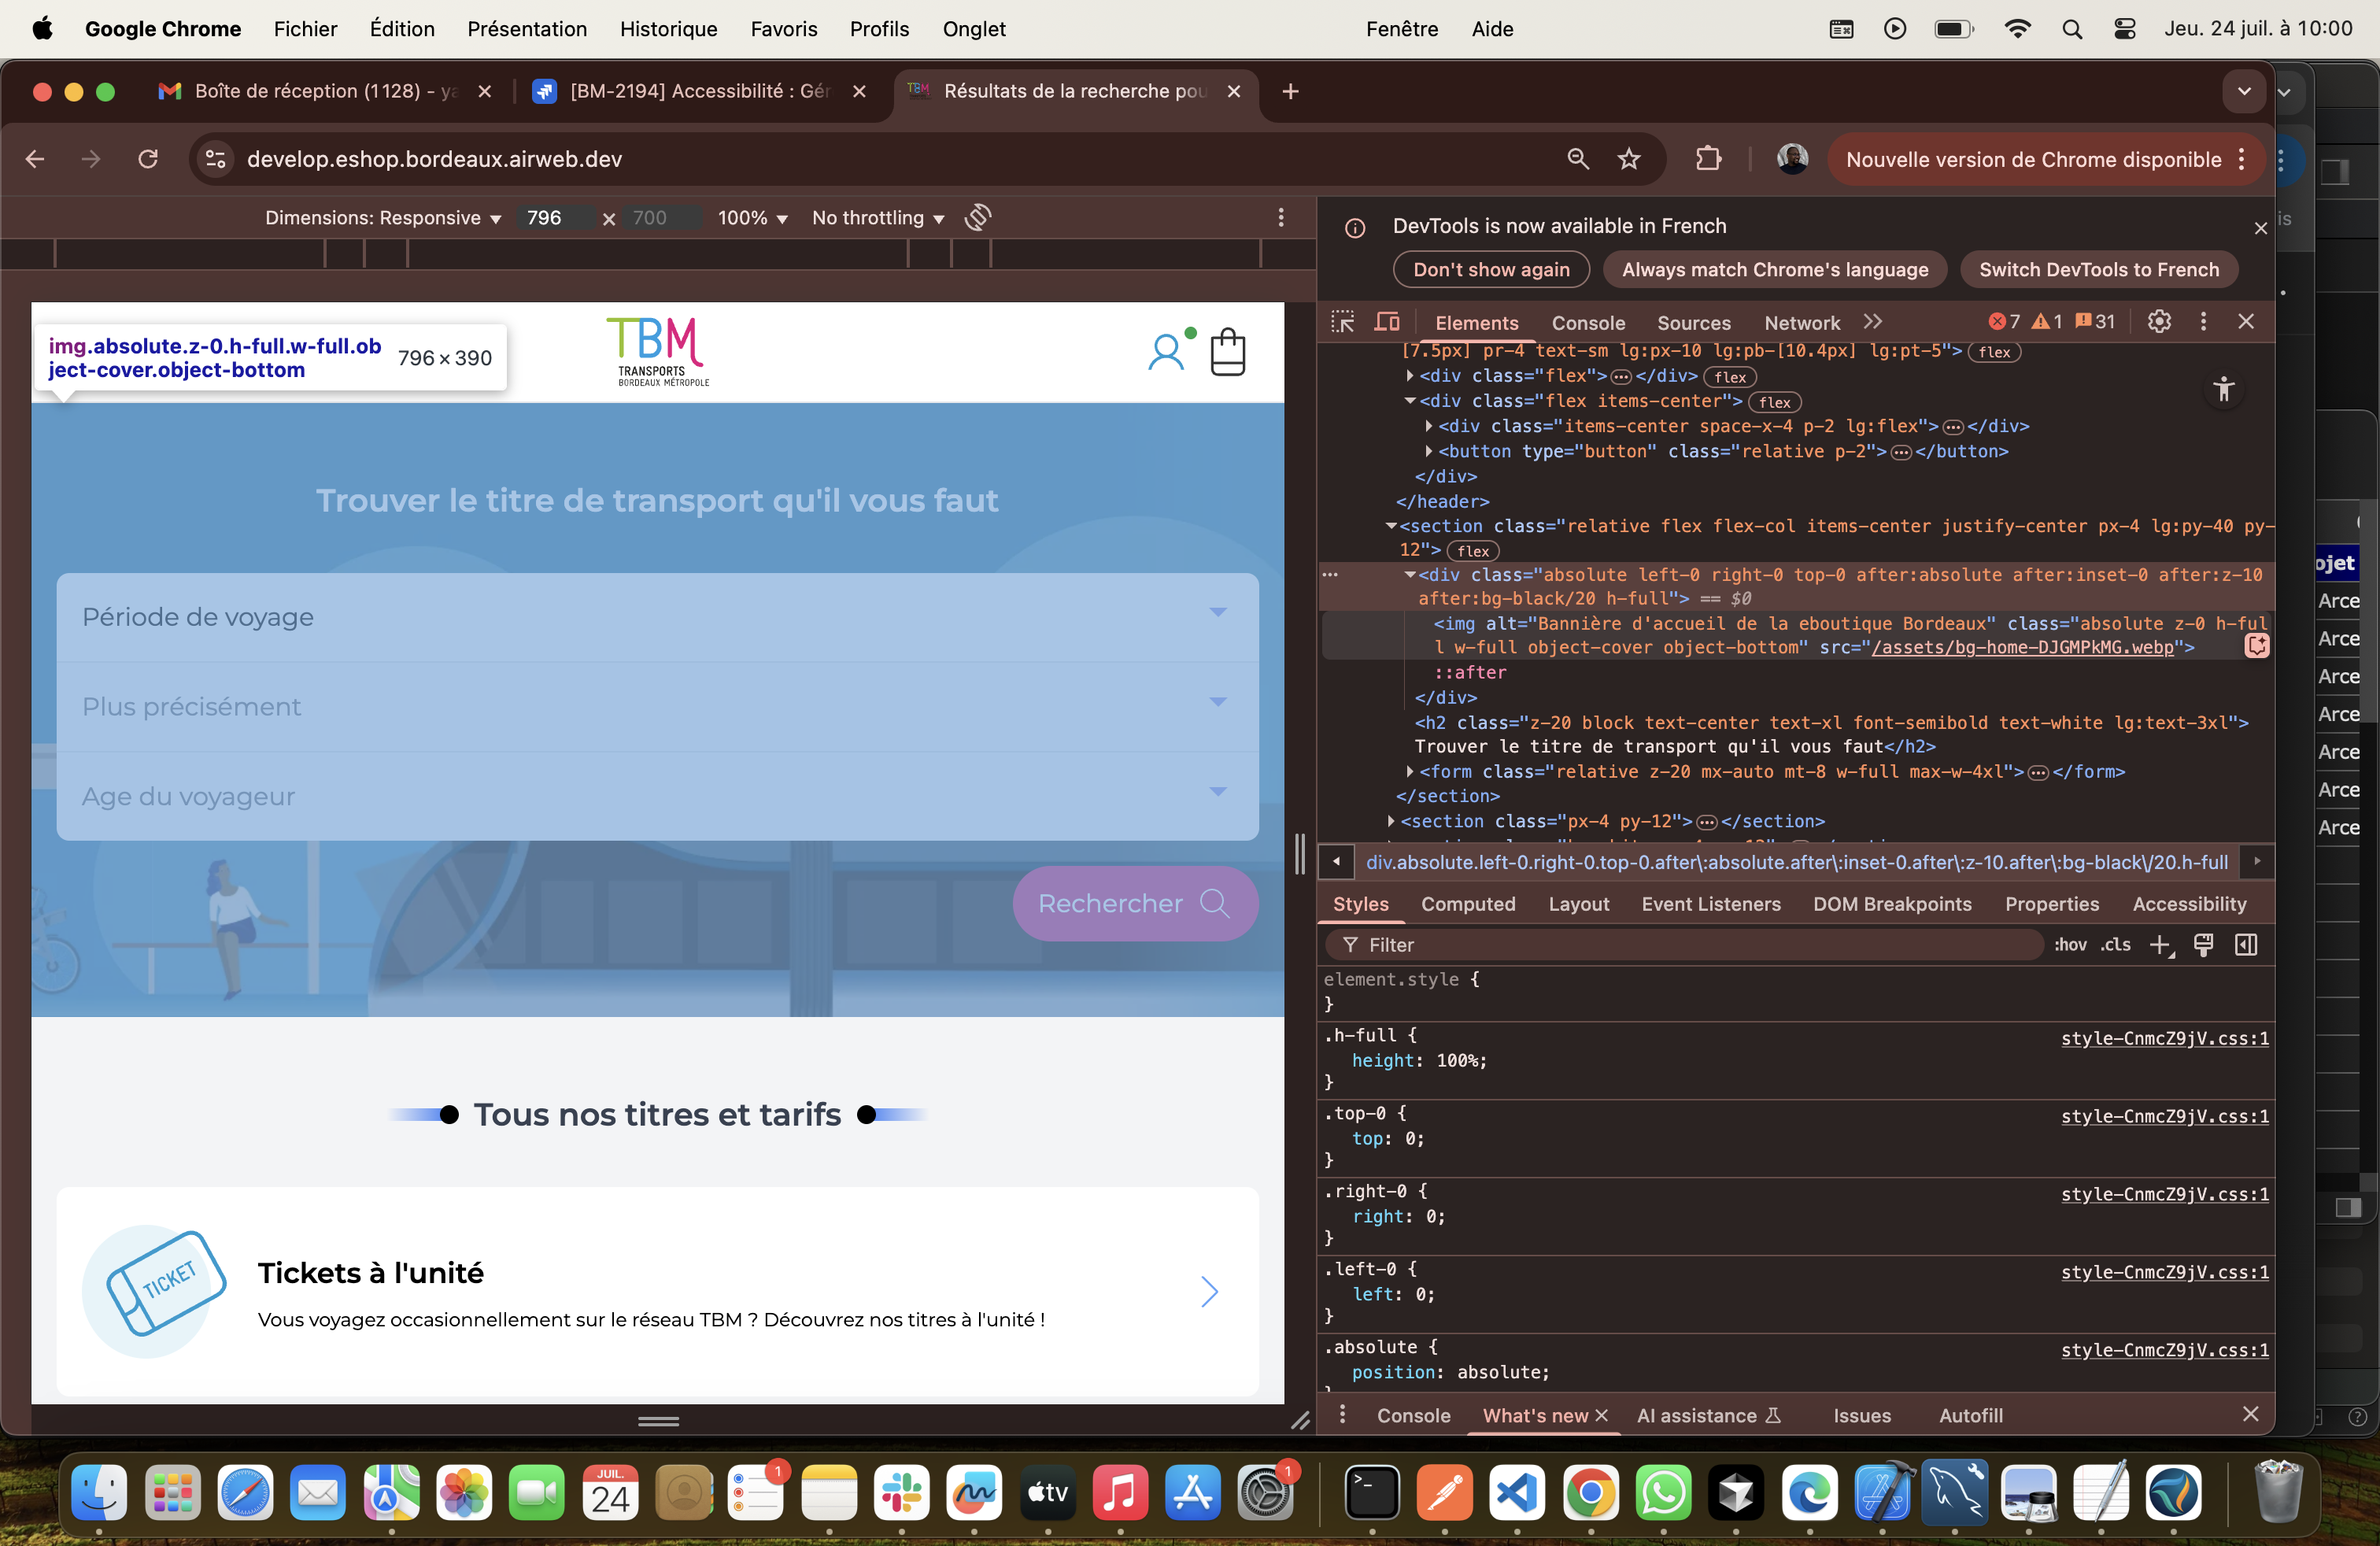 Google Chrome Fichier Édition Présentation Historique Favoris Profils Onglet Fenêtre Aide Jeu. 24 juil. à 10:00
Boîte de réception (1 128) - ya
[BM-2194] Accessibilité : Gér
TBM Résultats de la recherche pou
develop.eshop.bordeaux.airweb.dev
Nouvelle version de Chrome disponible
Dimensions: Responsive 796 × 700 100% No throttling
DevTools is now available in French
Don't show again Always match Chrome's language Switch DevTools to French
Elements Console Sources Network 7 1 31
img.absolute.z-0.h-full.w-full.ob
ject-cover.object-bottom
796 × 390
TBM
TRANSPORTS
BORDEAUX MÉTROPOLE
Trouver le titre de transport qu'il vous faut
Période de voyage
Plus précisément
Age du voyageur
Rechercher
Tous nos titres et tarifs
TICKET
Tickets à l'unité
Vous voyagez occasionnellement sur le réseau TBM ? Découvrez nos titres à l'unité !
[7.5px] pr-4 text-sm lg:px-10 lg:pb-[10.4px] lg:pt-5"> flex
<div class="flex">…</div> flex
<div class="flex items-center"> flex
<div class="items-center space-x-4 p-2 lg:flex">…</div>
<button type="button" class="relative p-2">…</button>
</div>
</header>
<section class="relative flex flex-col items-center justify-center px-4 lg:py-40 py-
12"> flex
<div class="absolute left-0 right-0 top-0 after:absolute after:inset-0 after:z-10
after:bg-black/20 h-full"> == $0
<img alt="Bannière d'accueil de la eboutique Bordeaux" class="absolute z-0 h-ful
l w-full object-cover object-bottom" src="/assets/bg-home-DJGMPkMG.webp">
::after
</div>
<h2 class="z-20 block text-center text-xl font-semibold text-white lg:text-3xl">
Trouver le titre de transport qu'il vous faut</h2>
<form class="relative z-20 mx-auto mt-8 w-full max-w-4xl">…</form>
</section>
<section class="px-4 py-12">…</section>
div.absolute.left-0.right-0.top-0.after\:absolute.after\:inset-0.after\:z-10.after\:bg-black\/20.h-full
Styles Computed Layout Event Listeners DOM Breakpoints Properties Accessibility
Filter :hov .cls
element.style {
}
.h-full { style-CnmcZ9jV.css:1
height: 100%;
}
.top-0 { style-CnmcZ9jV.css:1
top: 0;
}
.right-0 { style-CnmcZ9jV.css:1
right: 0;
}
.left-0 { style-CnmcZ9jV.css:1
left: 0;
}
.absolute { style-CnmcZ9jV.css:1
position: absolute;
Console What's new AI assistance Issues Autofill
is
ojet
Arce
Arce
Arce
Arce
Arce
Arce
Arce
JUIL.
24
1
tv
1